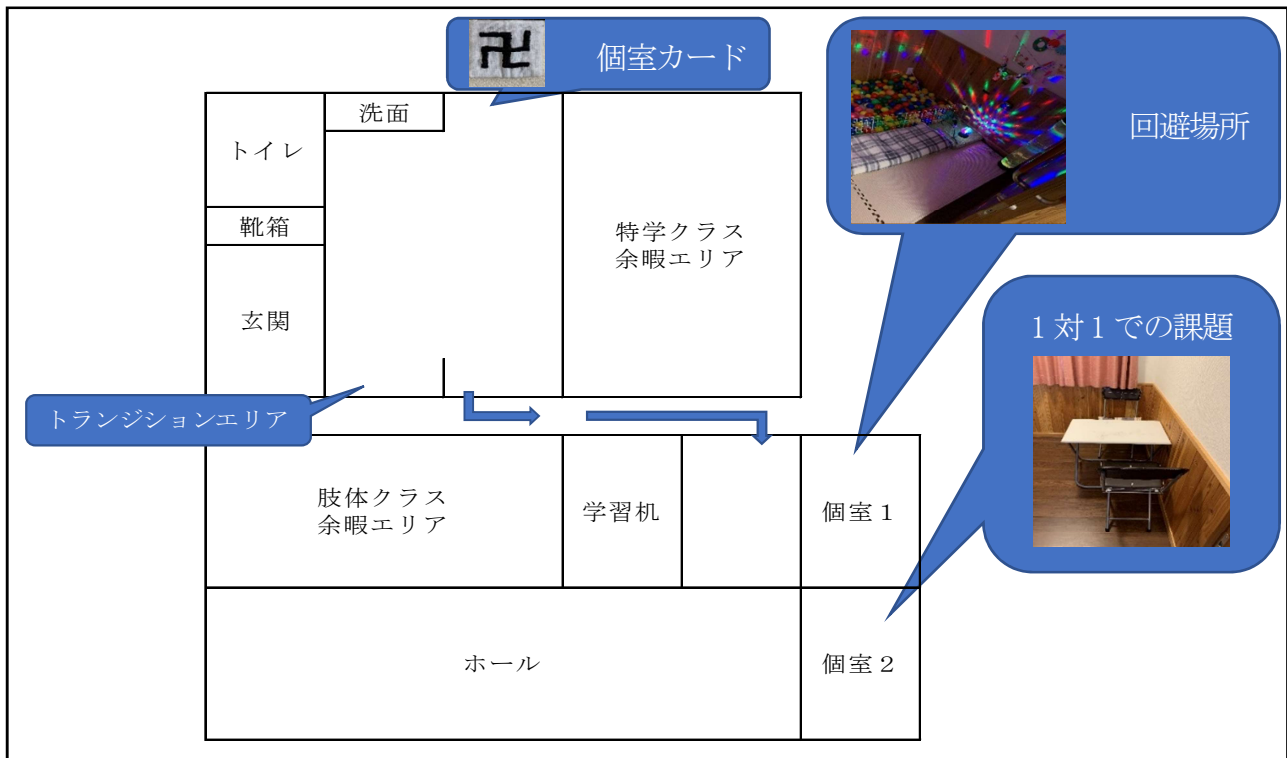 卍
個室カード
回避場所
洗面
トイレ
靴箱
特学クラス
余暇エリア
玄関
１対１での課題
トランジションエリア
肢体クラス
余暇エリア
学習机
個室１
ホール
個室２